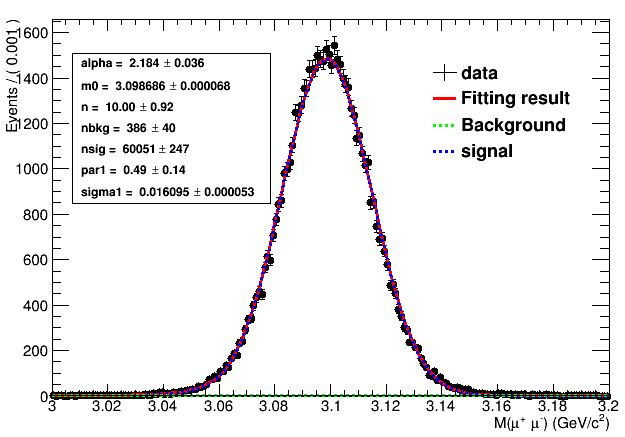 Events / ( 0.001 )
1600
1400
1200
1000
800
600
400
200
0
alpha = 2.184 ± 0.036
m0 = 3.098686 ± 0.000068
n = 10.00 ± 0.92
nbkg = 386 ± 40
nsig = 60051 ± 247
par1 = 0.49 ± 0.14
sigma1 = 0.016095 ± 0.000053
data
Fitting result
Background
signal
3 3.02 3.04 3.06 3.08 3.1 3.12 3.14 3.16 3.18 3.2
M(μ⁺ μ⁻) (GeV/c²)